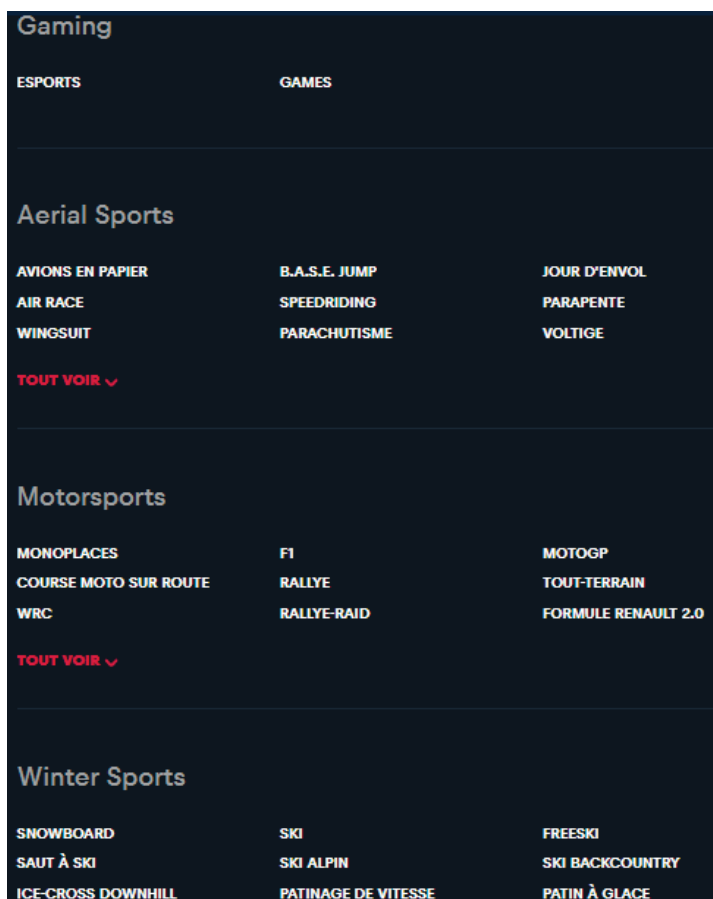 Gaming
ESPORTS GAMES
Aerial Sports
AVIONS EN PAPIER B.A.S.E. JUMP JOUR D'ENVOL
AIR RACE SPEEDRIDING PARAPENTE
WINGSUIT PARACHUTISME VOLTIGE
TOUT VOIR
Motorsports
MONOPLACES F1 MOTOGP
COURSE MOTO SUR ROUTE RALLYE TOUT-TERRAIN
WRC RALLYE-RAID FORMULE RENAULT 2.0
TOUT VOIR
Winter Sports
SNOWBOARD SKI FREESKI
SAUT À SKI SKI ALPIN SKI BACKCOUNTRY
ICE-CROSS DOWNHILL PATINAGE DE VITESSE PATIN À GLACE